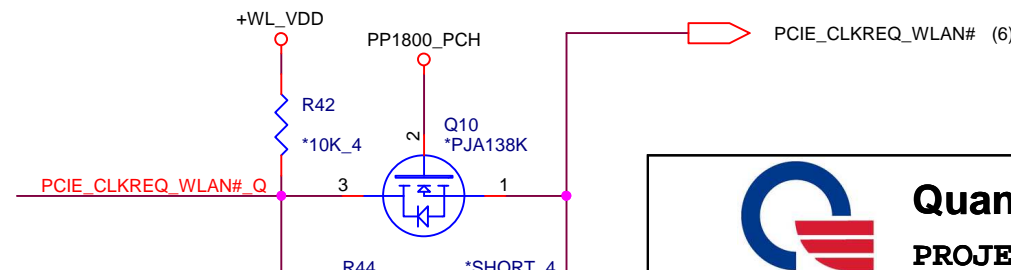 +WL_VDD
PP1800_PCH
PCIE_CLKREQ_WLAN# (6)
R42
*10K_4
2
Q10
*PJA138K
PCIE_CLKREQ_WLAN#_Q
3
1
Quan
PROJE
R44
*SHORT_4